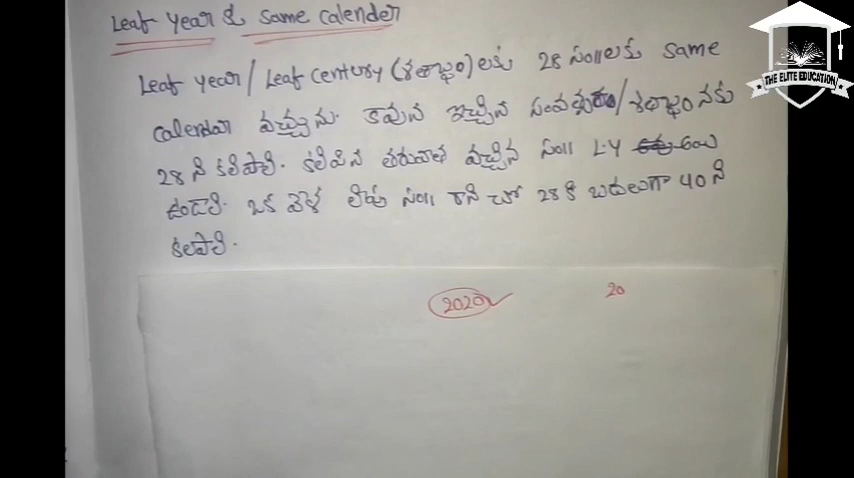 Leaf Year & Same Calender
Leaf Year / Leaf Century (శతాబ్దం) లకు 28 సం॥లకు same
Calendar వచ్చును. కావున ఇచ్చిన సంవత్సరం/శతాబ్దం నకు
28 ని కలపాలి. కలిపిన తరువాత వచ్చిన సం॥ L-Y అయి
ఉండాలి. ఒక వేళ లీపు సం॥ కాని చో 28 కి బదులుగా 40 ని
కలపాలి.
2020
20
THE ELITE EDUCATION